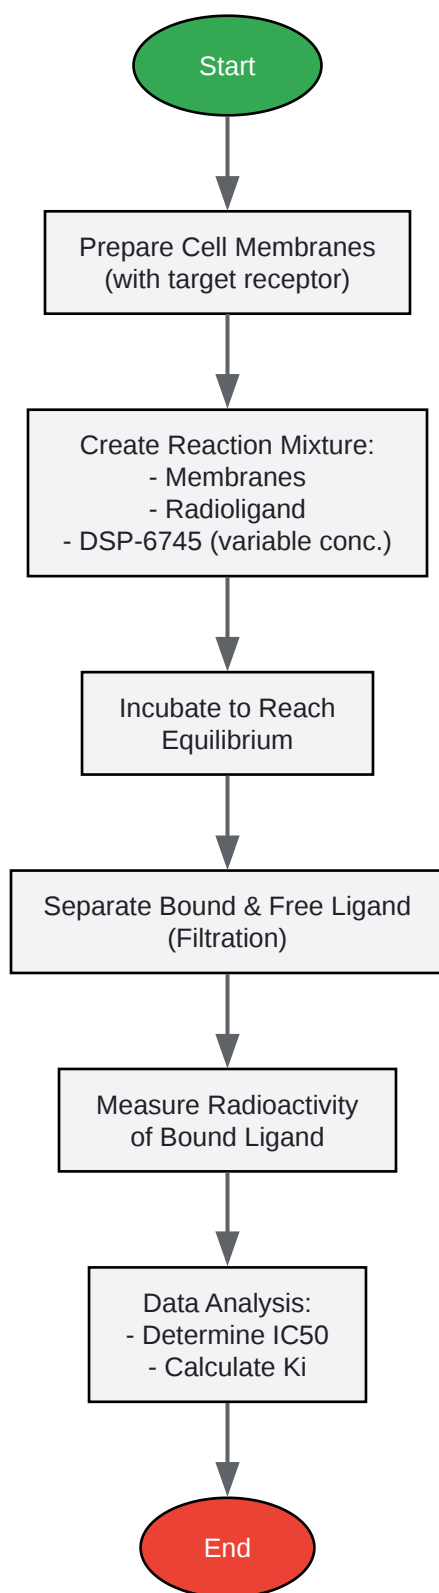 Start
Prepare Cell Membranes
(with target receptor)
Create Reaction Mixture:
- Membranes
- Radioligand
- DSP-6745 (variable conc.)
Incubate to Reach
Equilibrium
Separate Bound & Free Ligand
(Filtration)
Measure Radioactivity
of Bound Ligand
Data Analysis:
- Determine IC50
- Calculate Ki
End